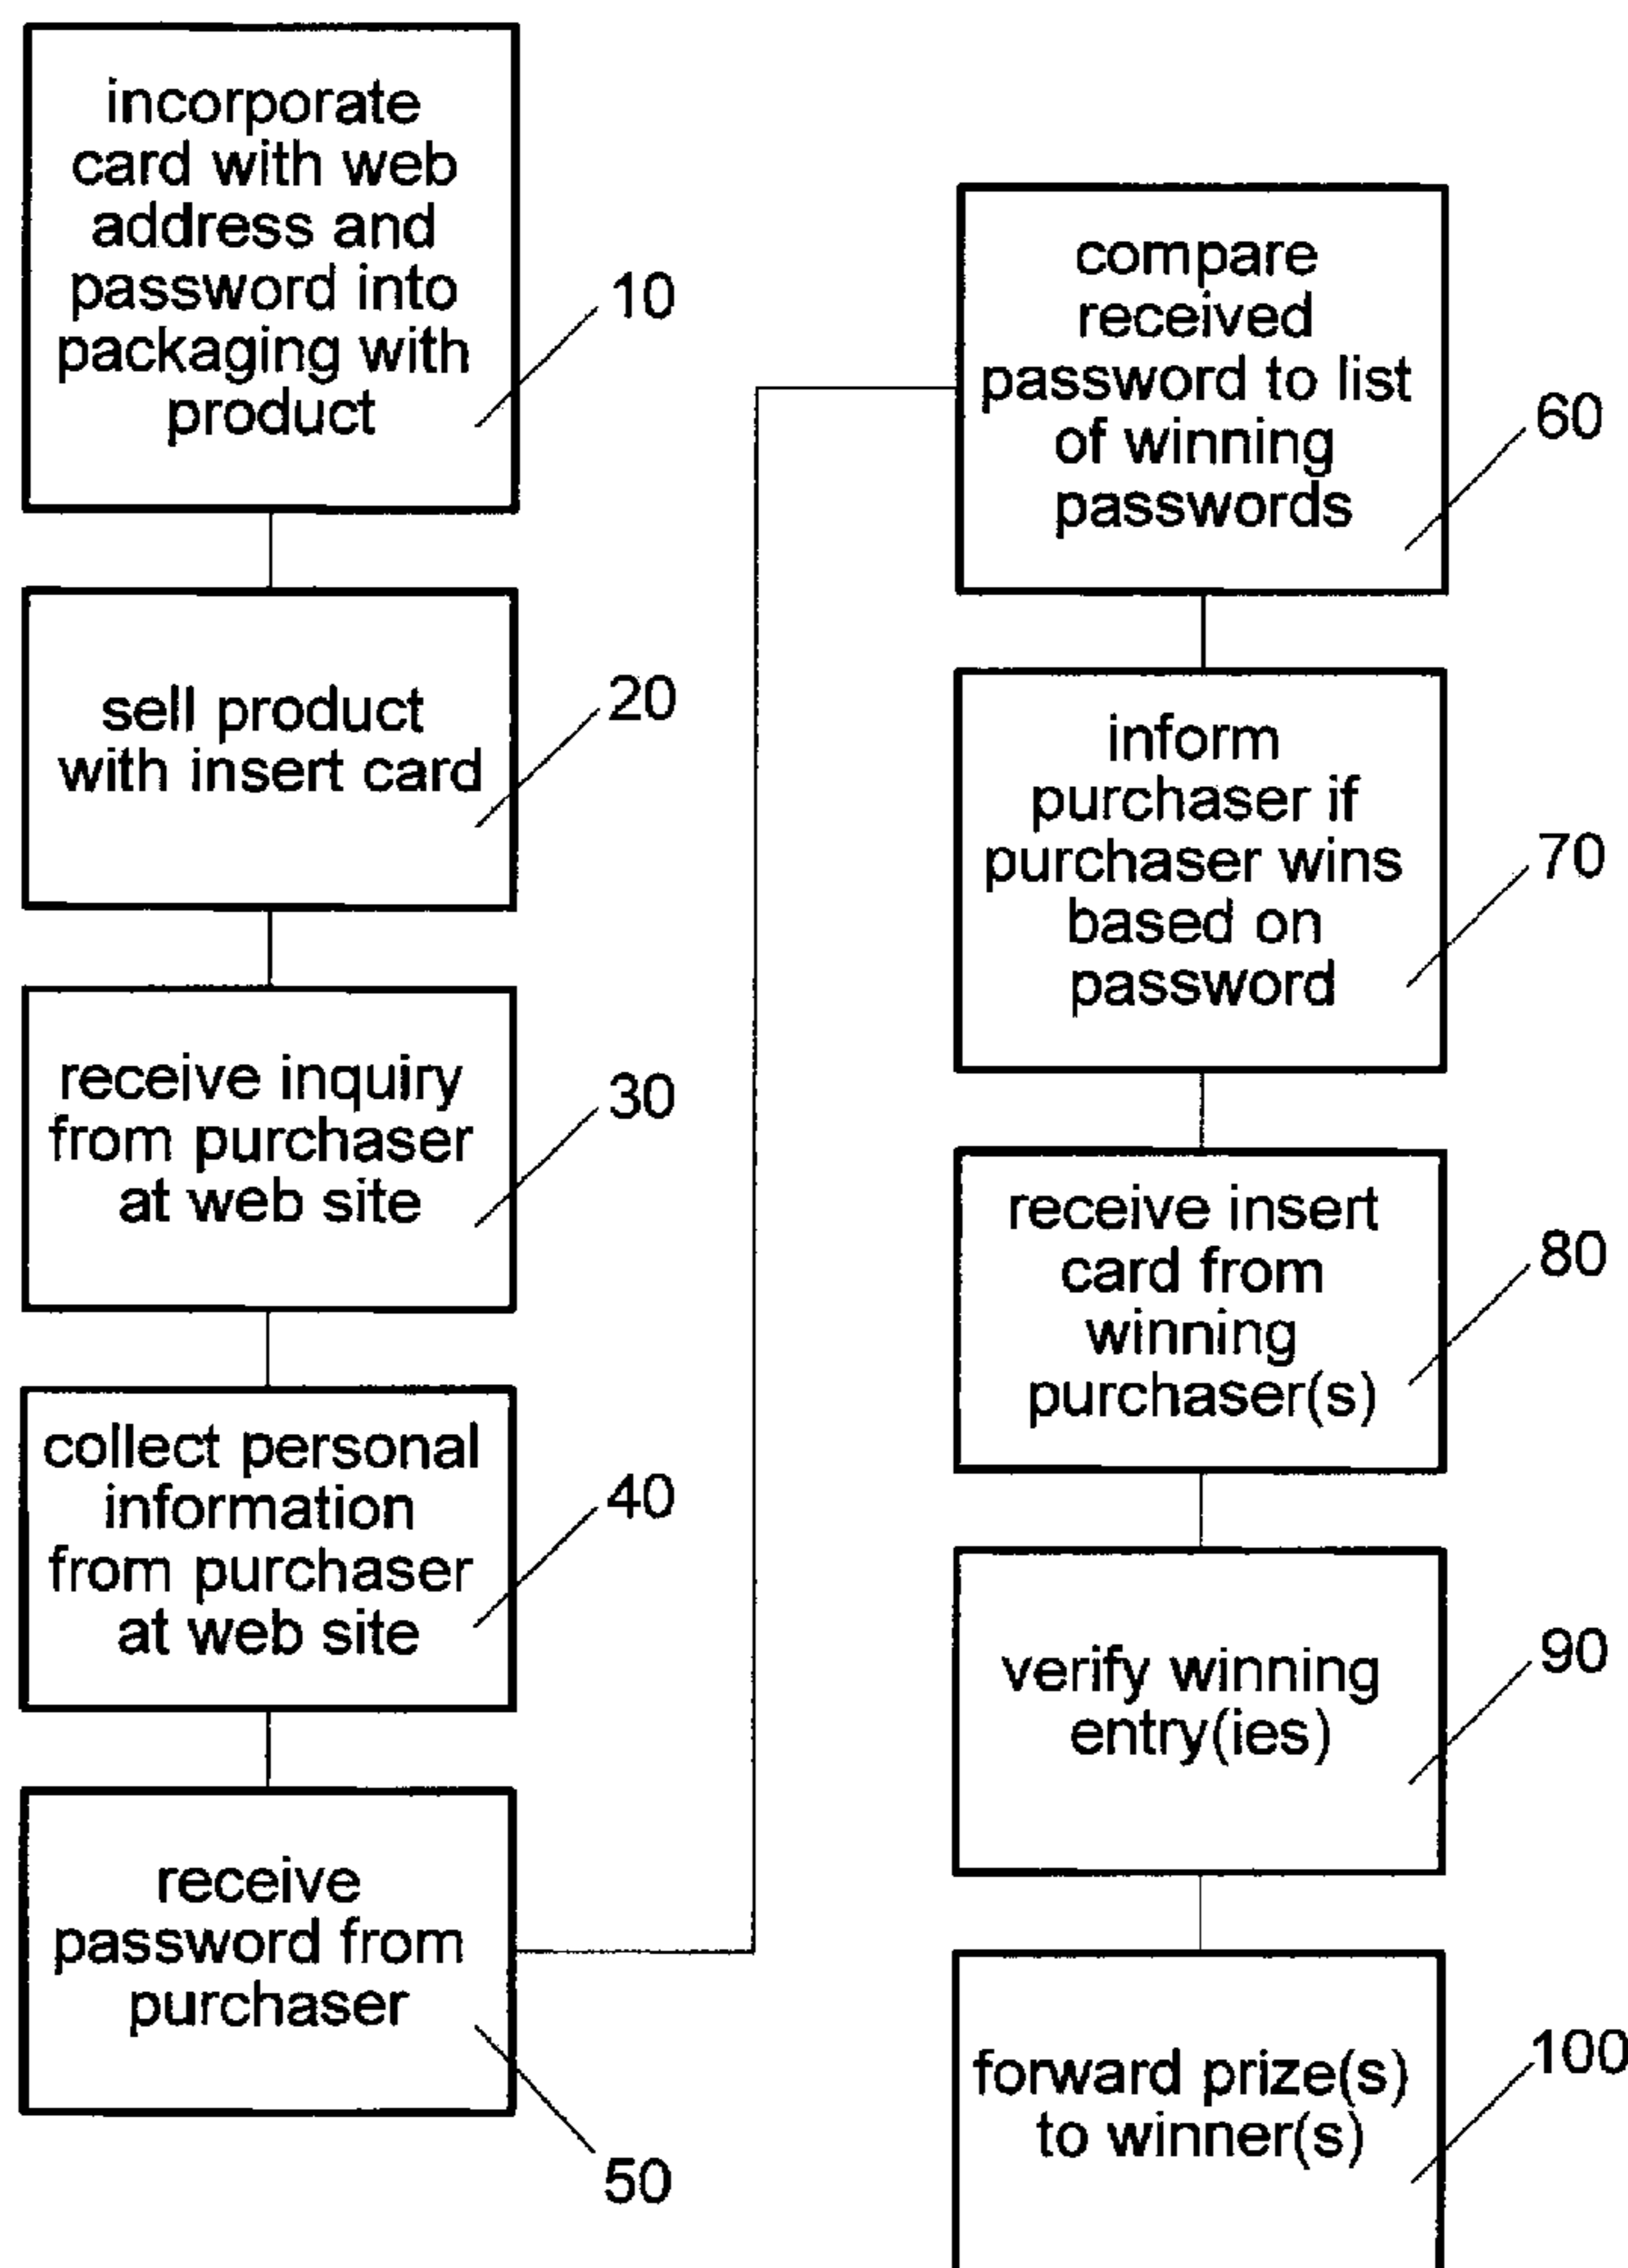 incorporate
card with web
address and
password into
packaging with
product
10
sell product
with insert card
20
receive inquiry
from purchaser
at web site
30
collect personal
information
from purchaser
at web site
40
receive
password from
purchaser
50
compare
received
password to list
of winning
passwords
60
inform
purchaser if
purchaser wins
based on
password
70
receive insert
card from
winning
purchaser(s)
80
verify winning
entry(ies)
90
forward prize(s)
to winner(s)
100